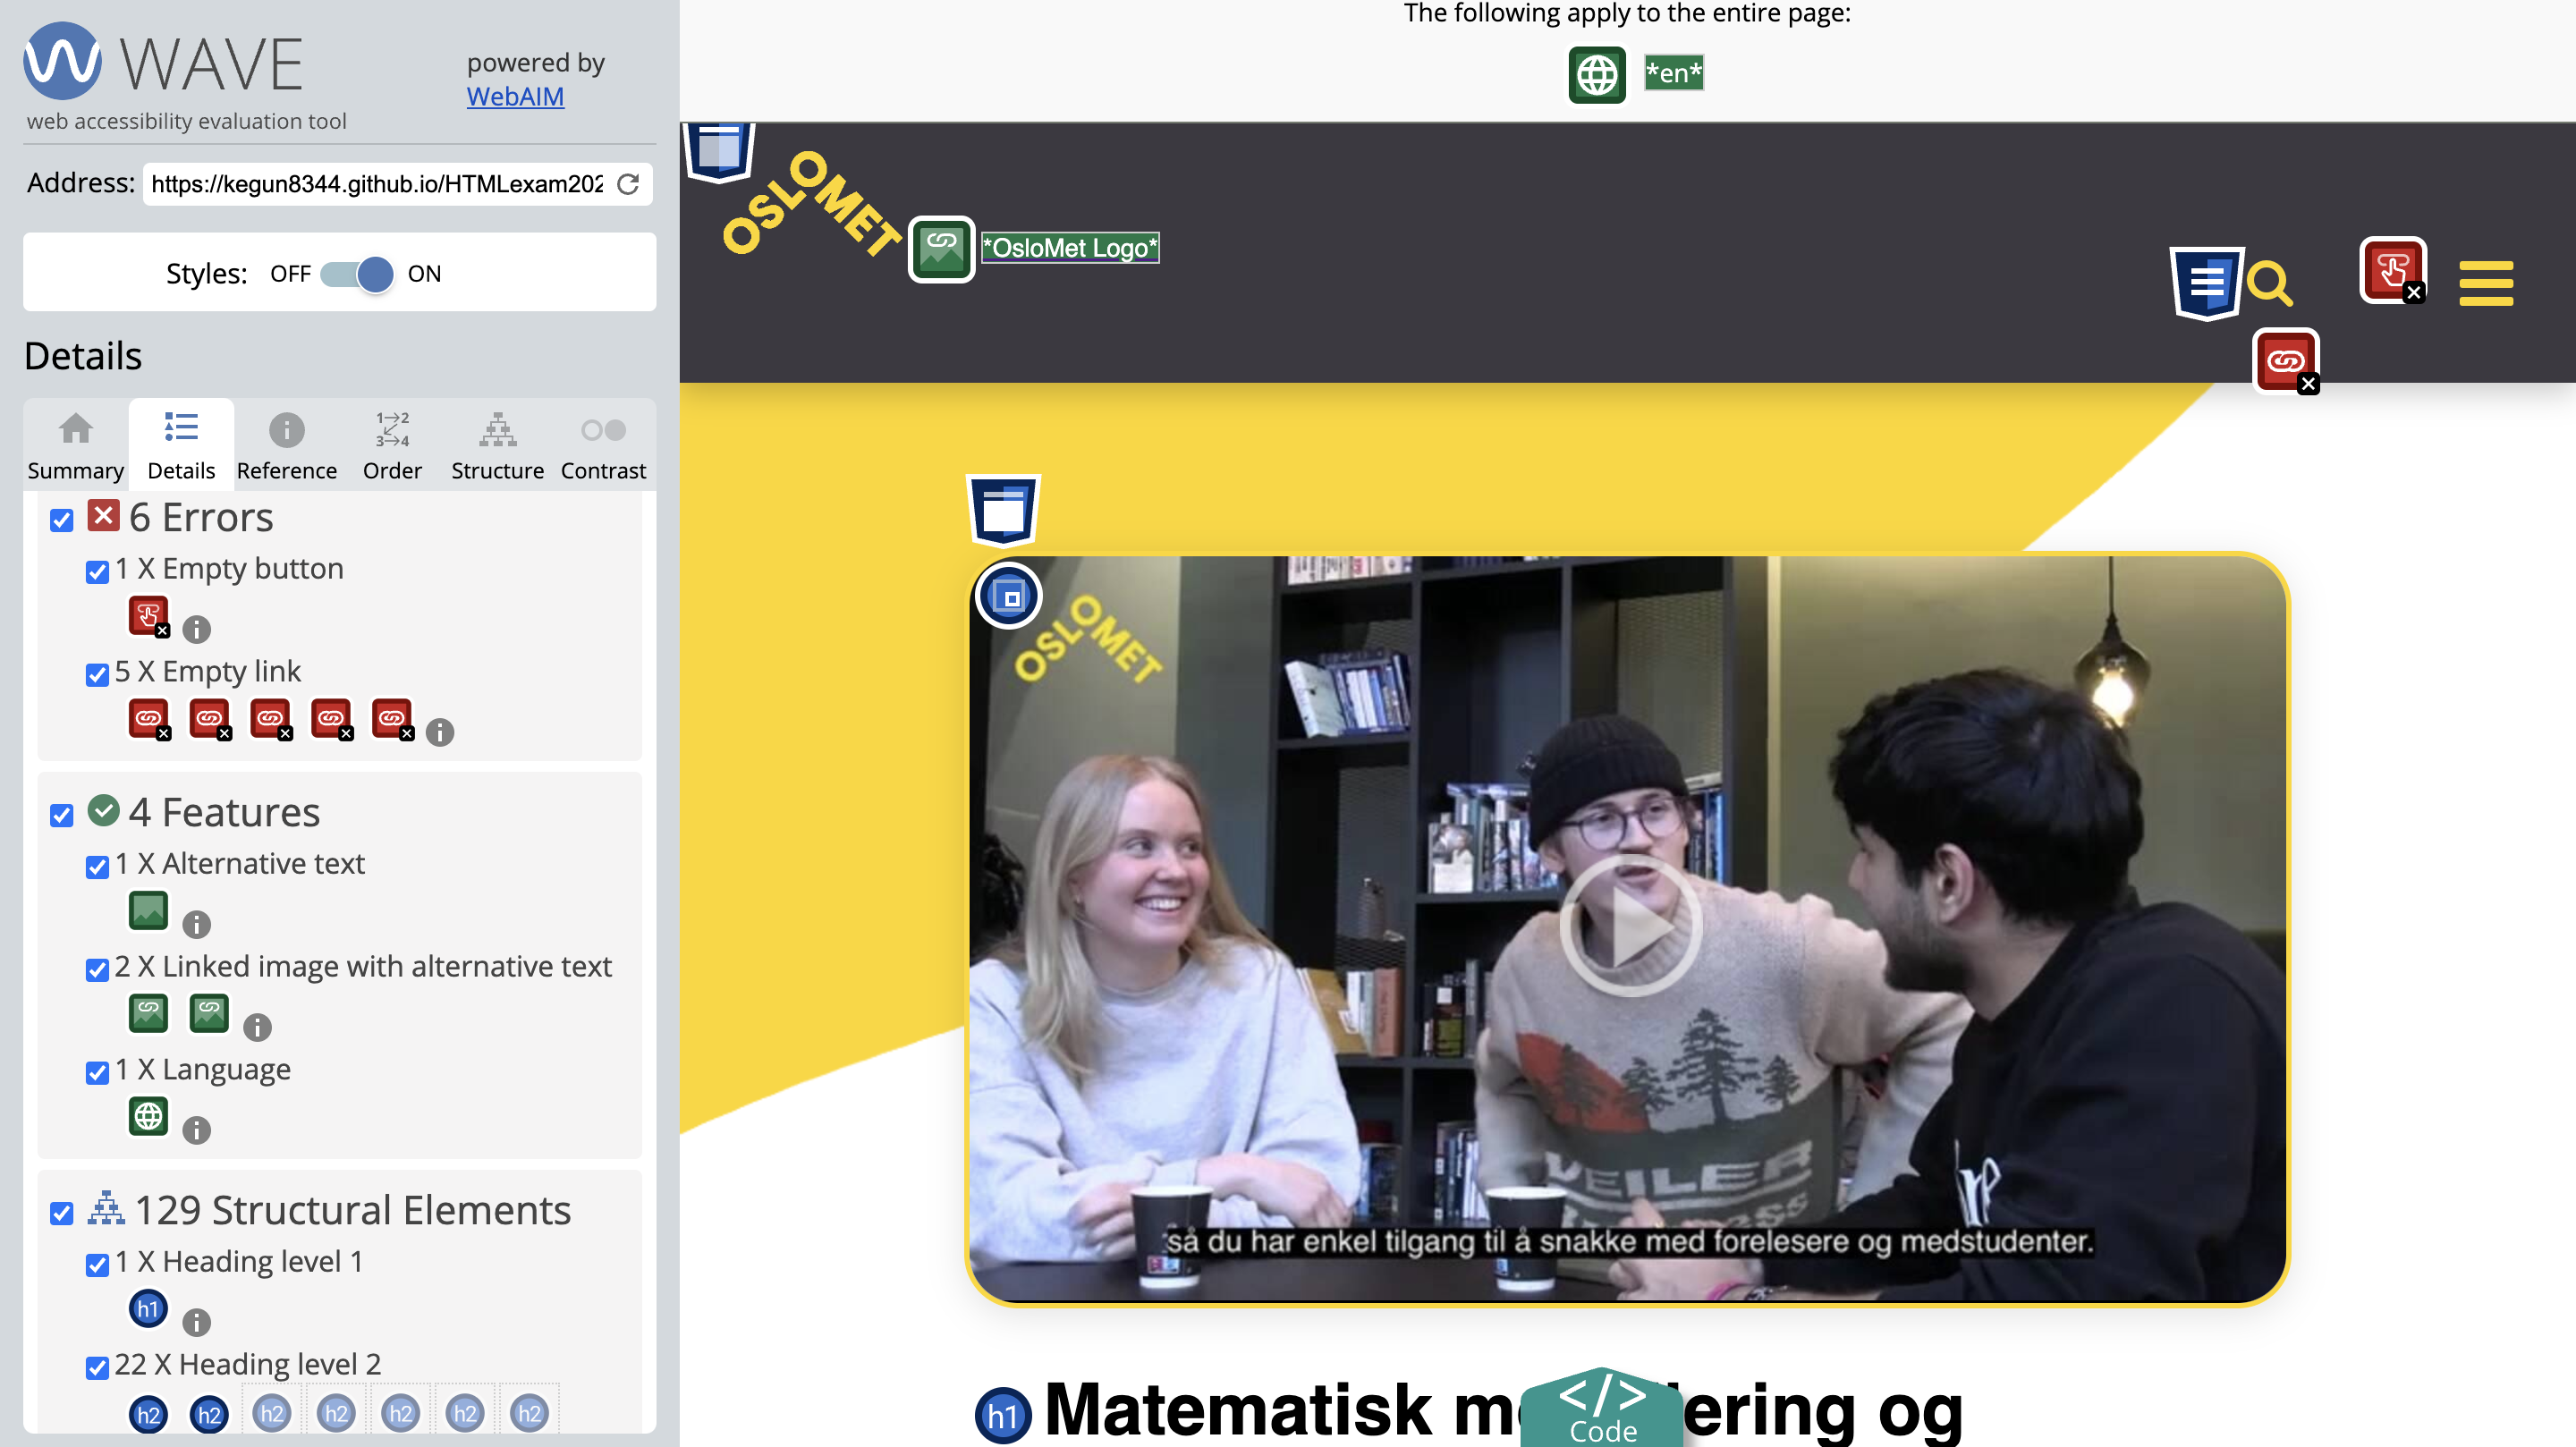 WAVE
powered by
WebAIM
web accessibility evaluation tool
Address: https://kegun8344.github.io/HTMLexam202
Styles: OFF ON
Details
Summary Details Reference Order Structure Contrast
6 Errors
1 X Empty button
5 X Empty link
4 Features
1 X Alternative text
2 X Linked image with alternative text
1 X Language
129 Structural Elements
1 X Heading level 1
h1
22 X Heading level 2
h2 h2 h2 h2 h2 h2 h2
The following apply to the entire page:
*en*
OSLOMET
*OsloMet Logo*
OSLOMET
så du har enkel tilgang til å snakke med forelesere og medstudenter.
h1 Matematisk m ering og
</> Code